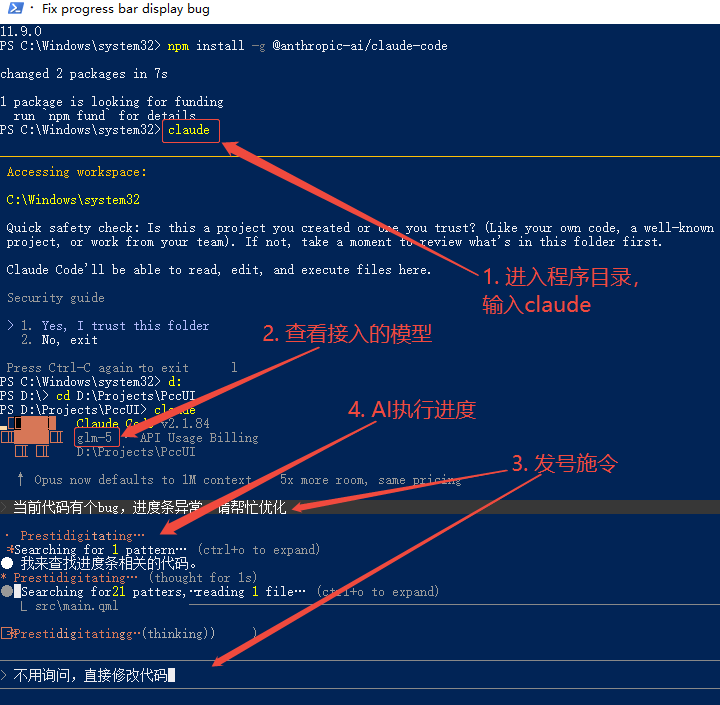 Fix progress bar display bug
11.9.0
PS C:\Windows\system32> npm install -g @anthropic-ai/claude-code
changed 2 packages in 7s
1 package is looking for funding
run `npm fund` for details
PS C:\Windows\system32> claude
Accessing workspace:
C:\Windows\system32
Quick safety check: Is this a project you created or one you trust? (Like your own code, a well-known
project, or work from your team). If not, take a moment to review what's in this folder first.
Claude Code'll be able to read, edit, and execute files here.
1. 进入程序目录，
输入claude
Security guide
> 1. Yes, I trust this folder
2. No, exit
2. 查看接入的模型
Press Ctrl-C again to exit l
PS C:\Windows\system32> d:
PS D:\> cd D:\Projects\PccUI
PS D:\Projects\PccUI> claude
4. AI执行进度
Claude Code v2.1.84
glm-5 · API Usage Billing
D:\Projects\PccUI
3. 发号施令
↑ Opus now defaults to 1M context · 5x more room, same pricing
> 当前代码有个bug，进度条异常，请帮忙优化
· Prestidigitating…
*Searching for 1 pattern… (ctrl+o to expand)
● 我来查找进度条相关的代码。
* Prestidigitating… (thought for 1s)
●Searching for21 patters,·reading 1 file… (ctrl+o to expand)
└ src\main.qml
*Prestidigitatingg·(thinking)) )
> 不用询问，直接修改代码